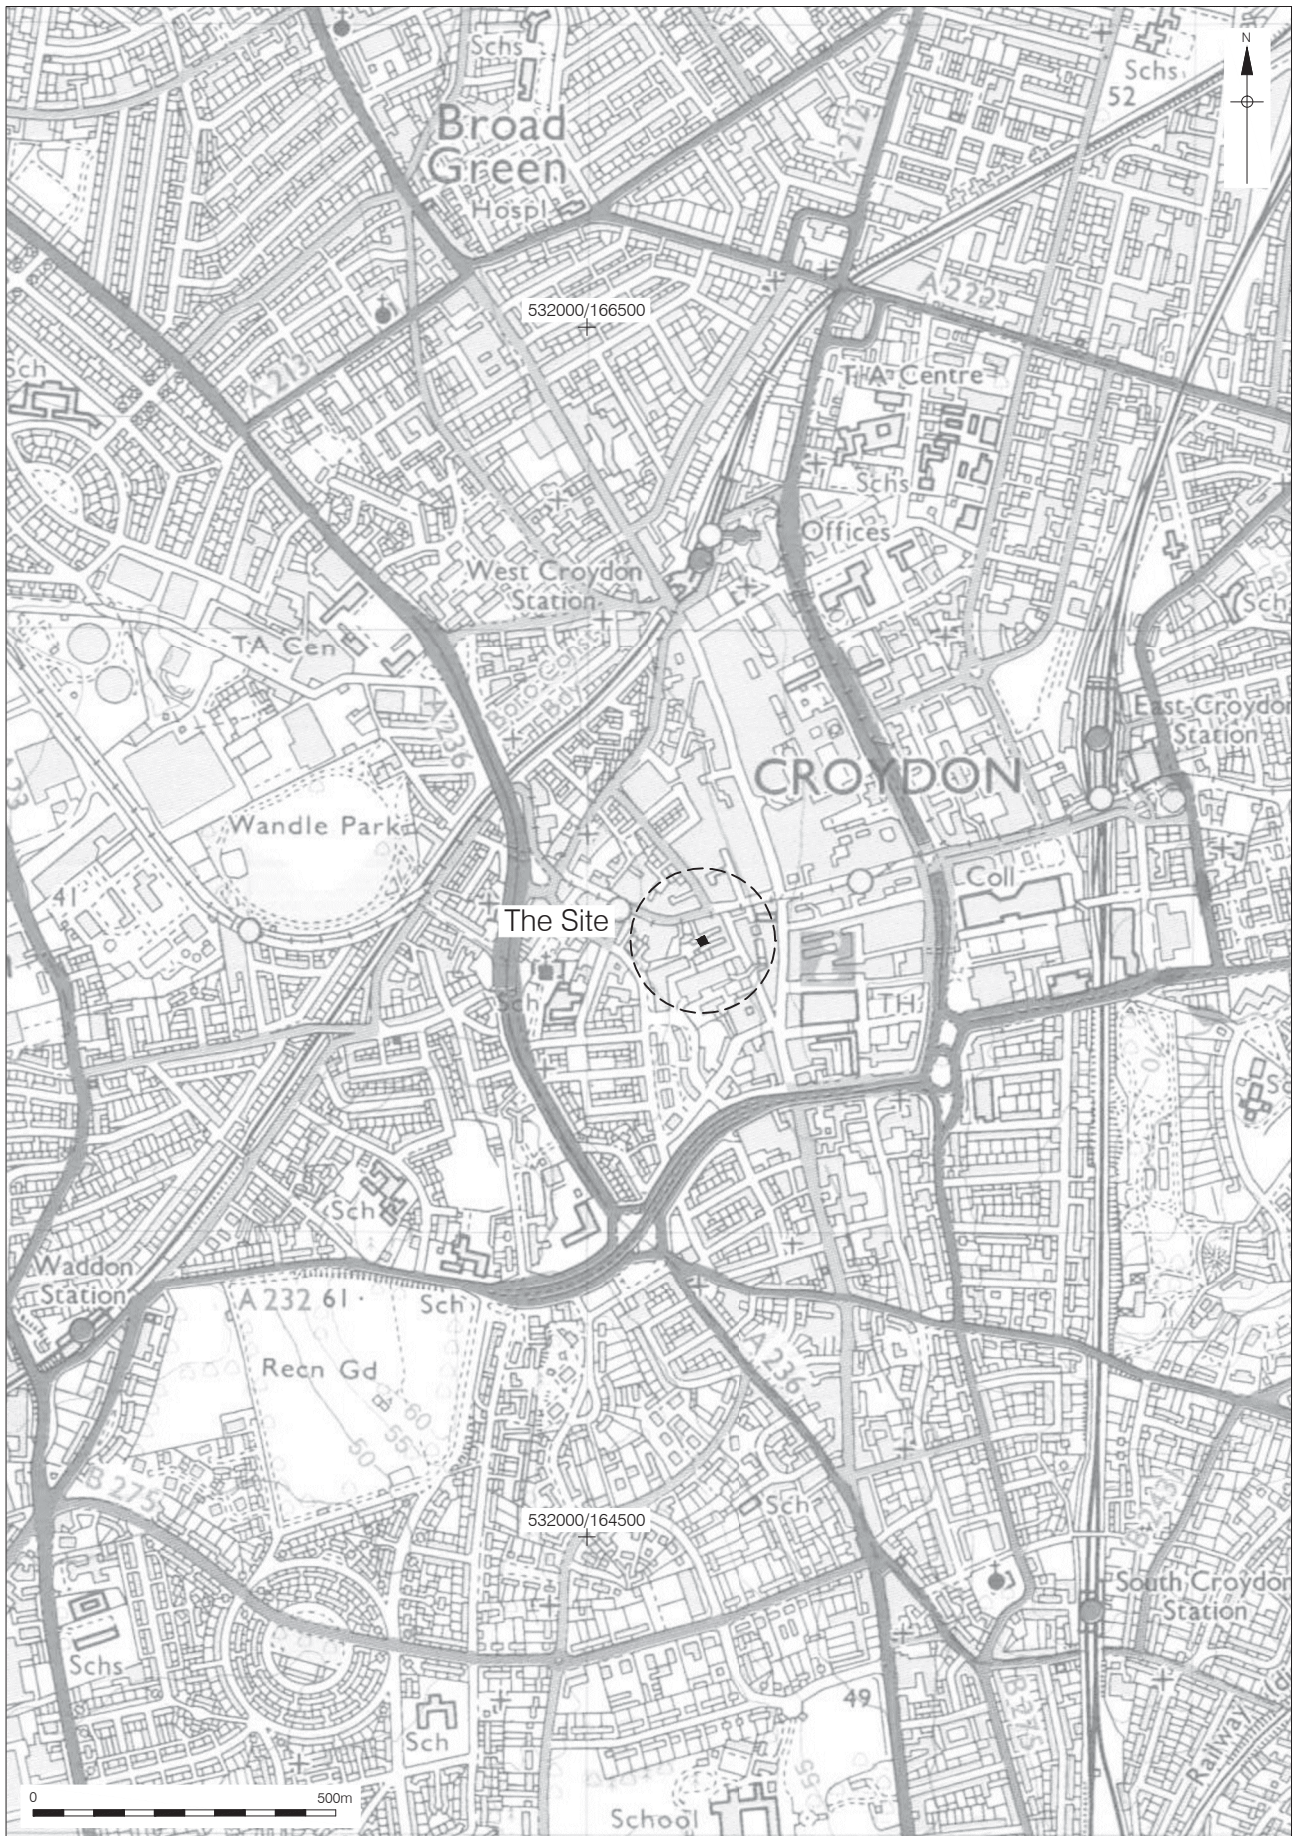 N
Schs
Schs
52
Broad
Green
A 212
Hospl
A 222
532000/166500
Sch
A 213
T A Centre
Schs
Offices
West Croydon
Station
Sch
TA Cen
Boro Const
Bdy
East Croydon
Station
A 236
CROYDON
Wandle Park
41
Coll
The Site
Sch
TH
Sch
Waddon
Station
A 232 61
Sch
Recn Gd
60
55
50
A 236
B 275
Sch
532000/164500
B 243
South Croydon
Station
Schs
49
B 275
Sch
55
Railway
0
500m
School